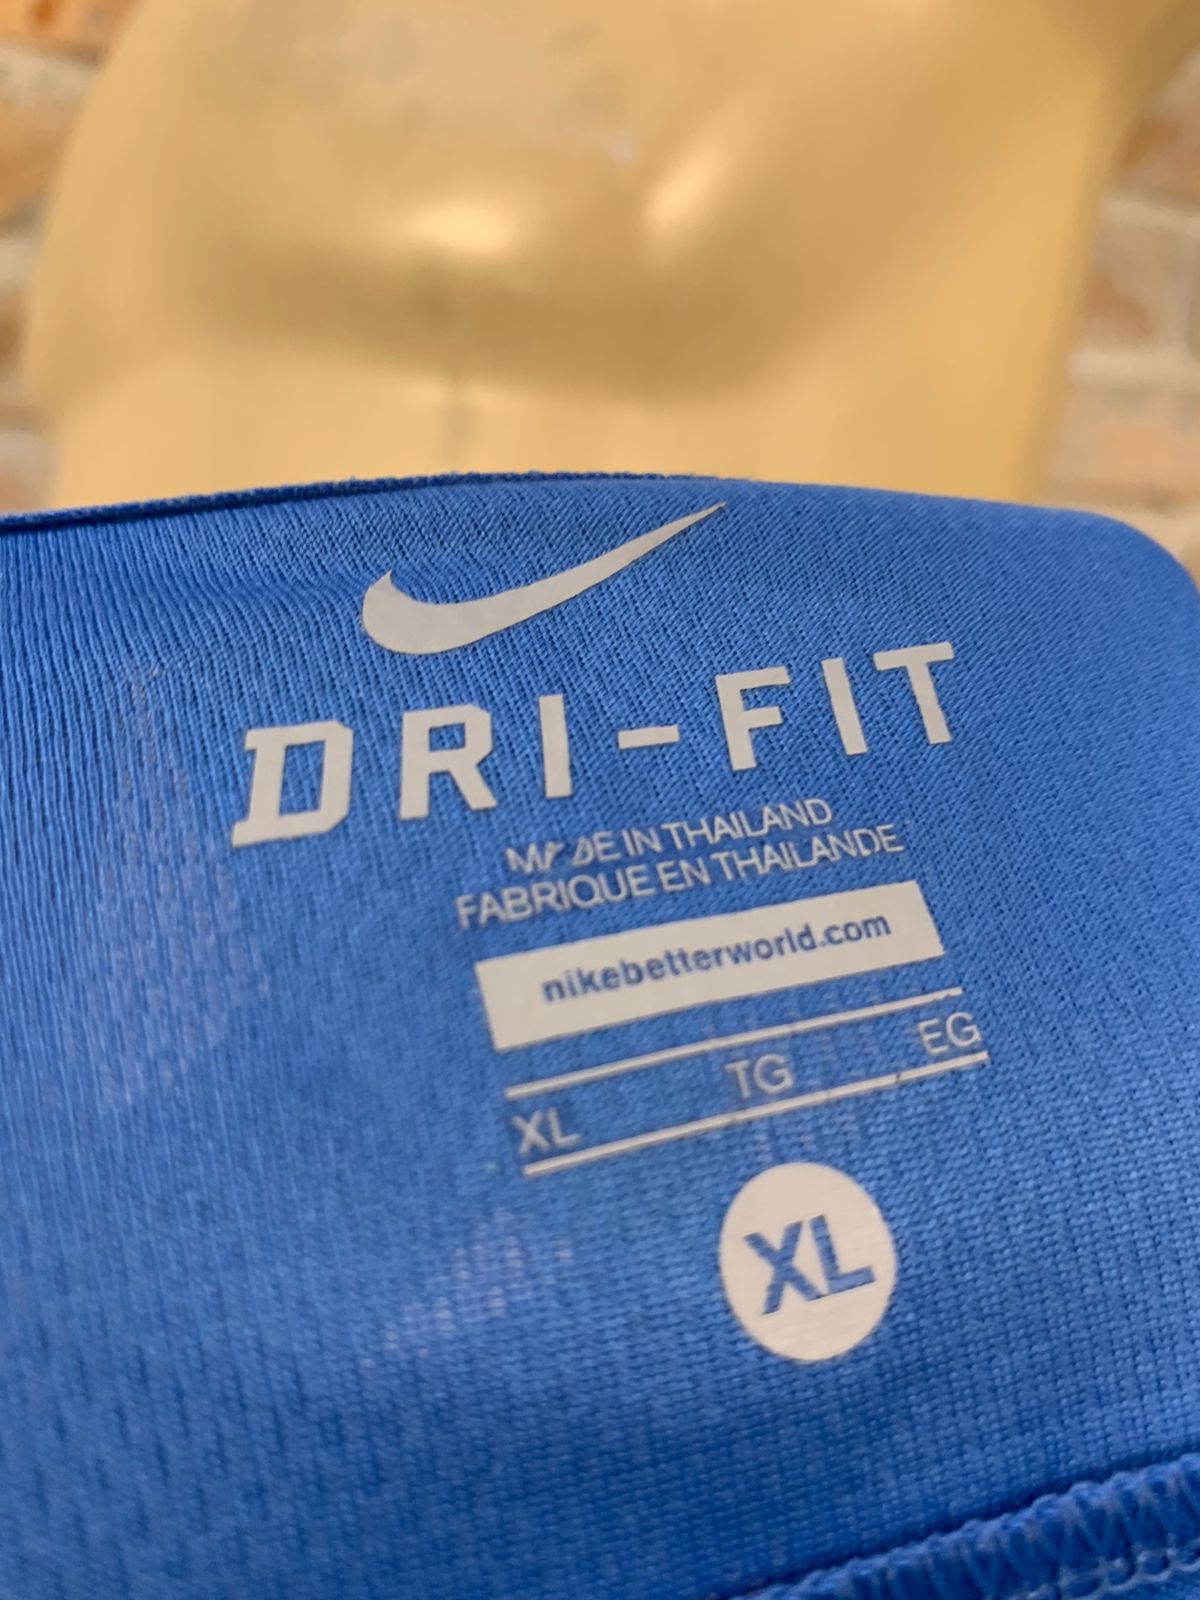 DRI-FIT
MADE IN THAILAND
FABRIQUE EN THAILANDE
nikebetterworld.com
XL TG EG
XL